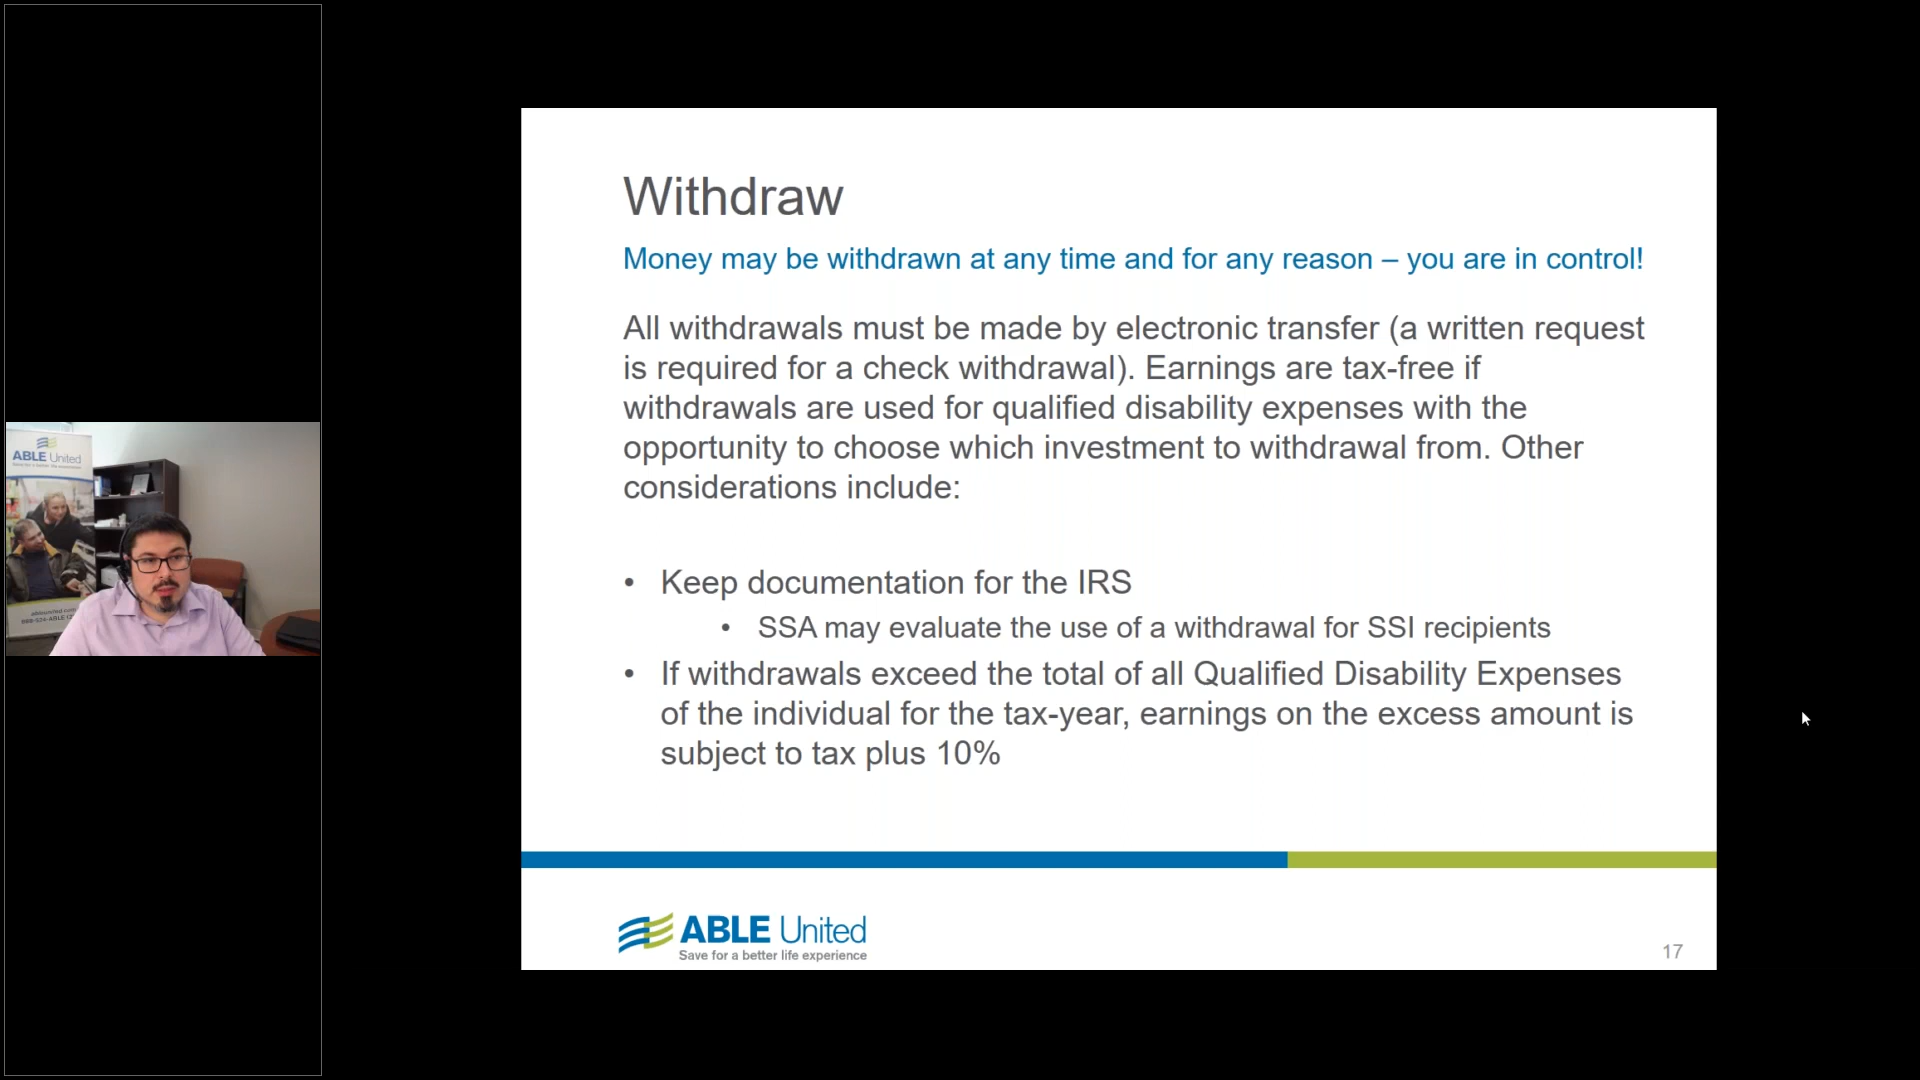 Withdraw
Money may be withdrawn at any time and for any reason – you are in control!
All withdrawals must be made by electronic transfer (a written request
is required for a check withdrawal). Earnings are tax-free if
withdrawals are used for qualified disability expenses with the
opportunity to choose which investment to withdrawal from. Other
considerations include:
• Keep documentation for the IRS
• SSA may evaluate the use of a withdrawal for SSI recipients
• If withdrawals exceed the total of all Qualified Disability Expenses
of the individual for the tax-year, earnings on the excess amount is
subject to tax plus 10%
ABLE United
Save for a better life experience
17
ABLE United